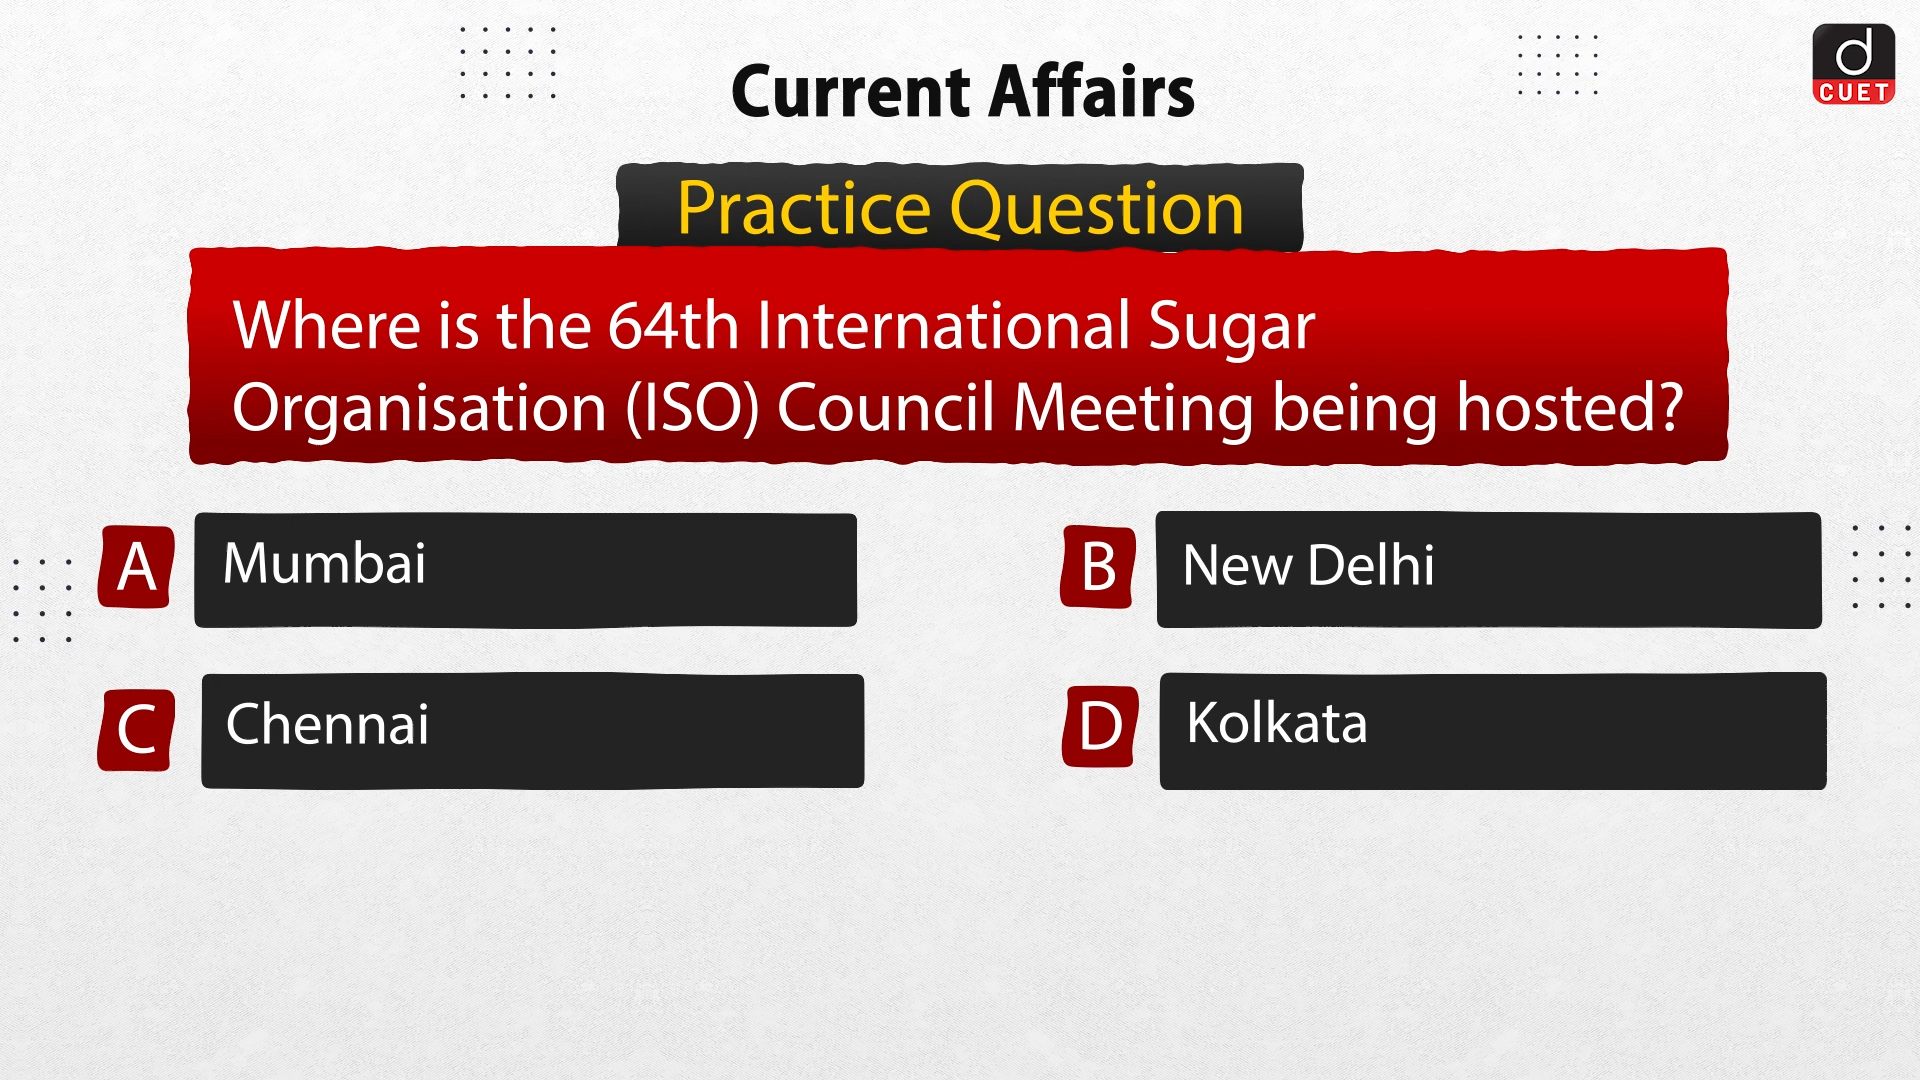 Current Affairs
d
CUET
Practice Question
Where is the 64th International Sugar
Organisation (ISO) Council Meeting being hosted?
A Mumbai
B New Delhi
C Chennai
D Kolkata